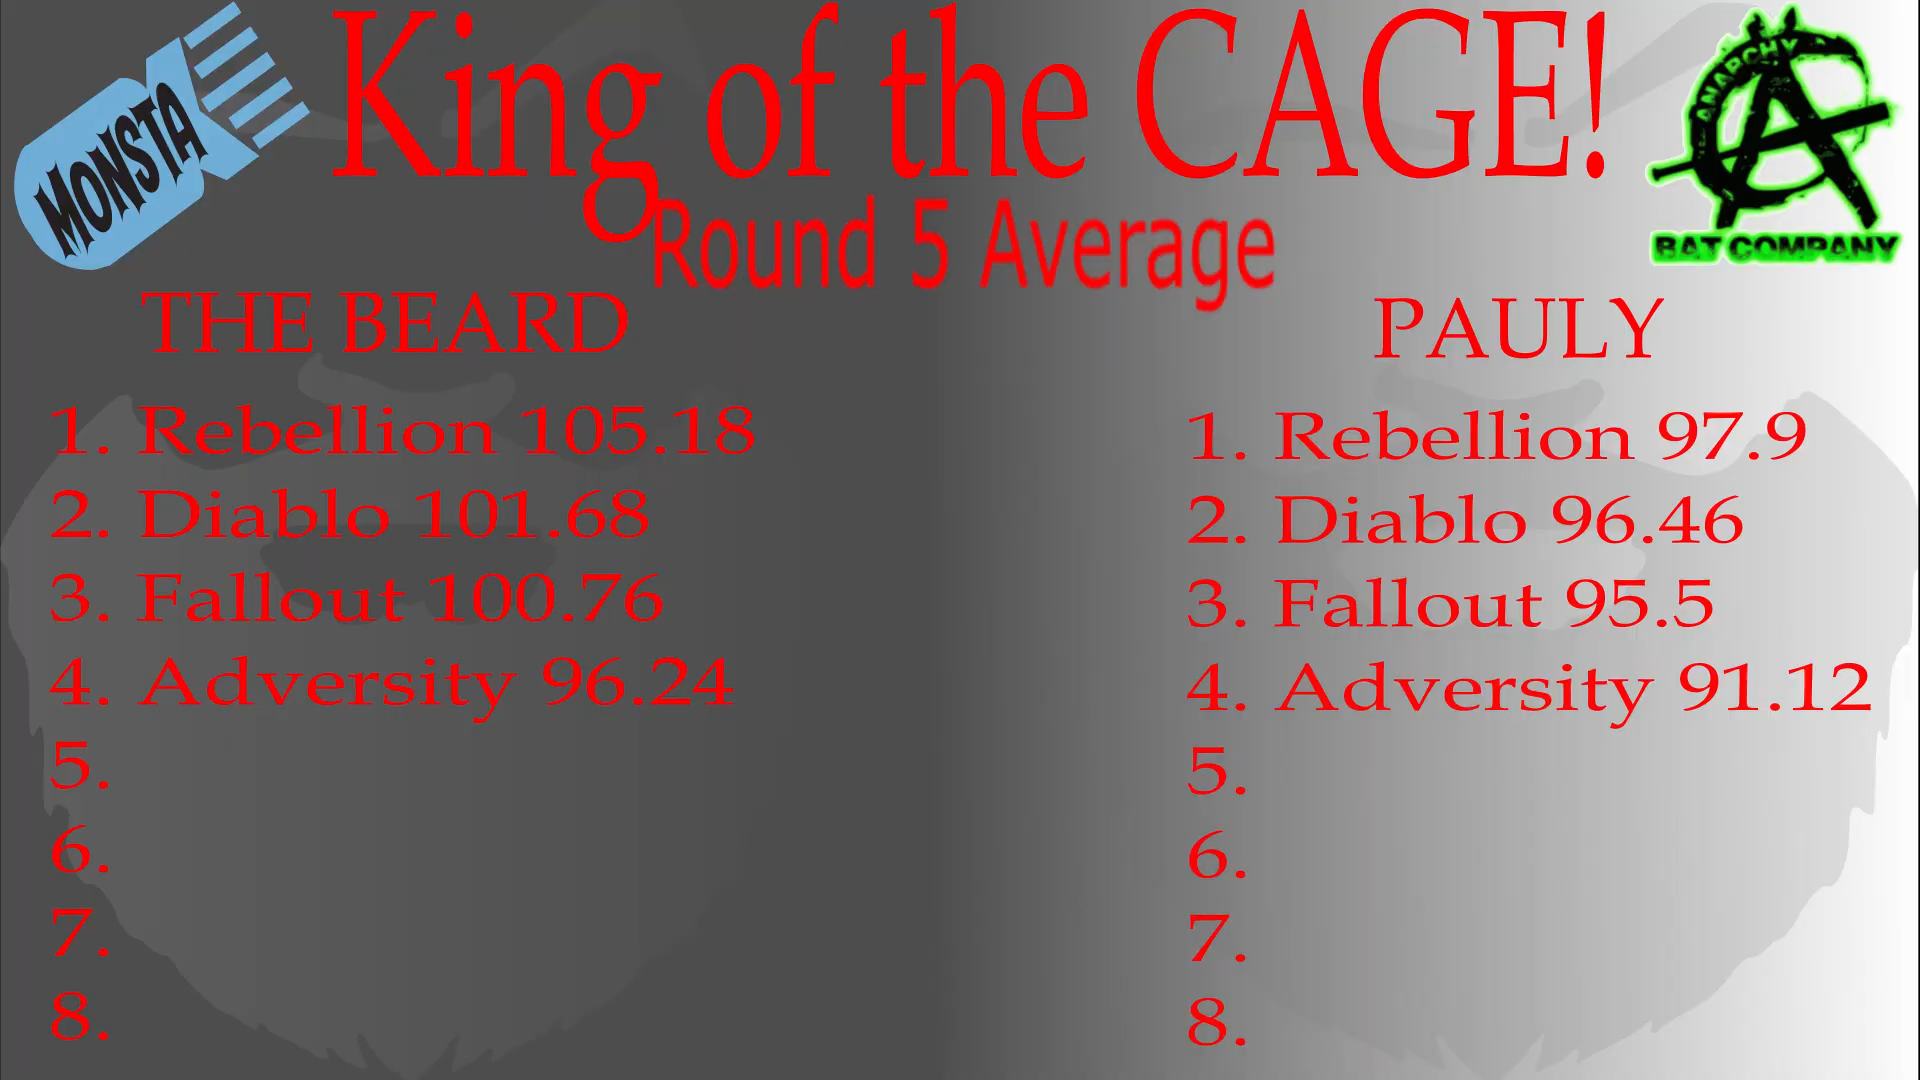 MONSTA
King of the CAGE!
ANARCHY
BAT COMPANY
Round 5 Average
THE BEARD
1. Rebellion 105.18
2. Diablo 101.68
3. Fallout 100.76
4. Adversity 96.24
5.
6.
7.
8.
PAULY
1. Rebellion 97.9
2. Diablo 96.46
3. Fallout 95.5
4. Adversity 91.12
5.
6.
7.
8.